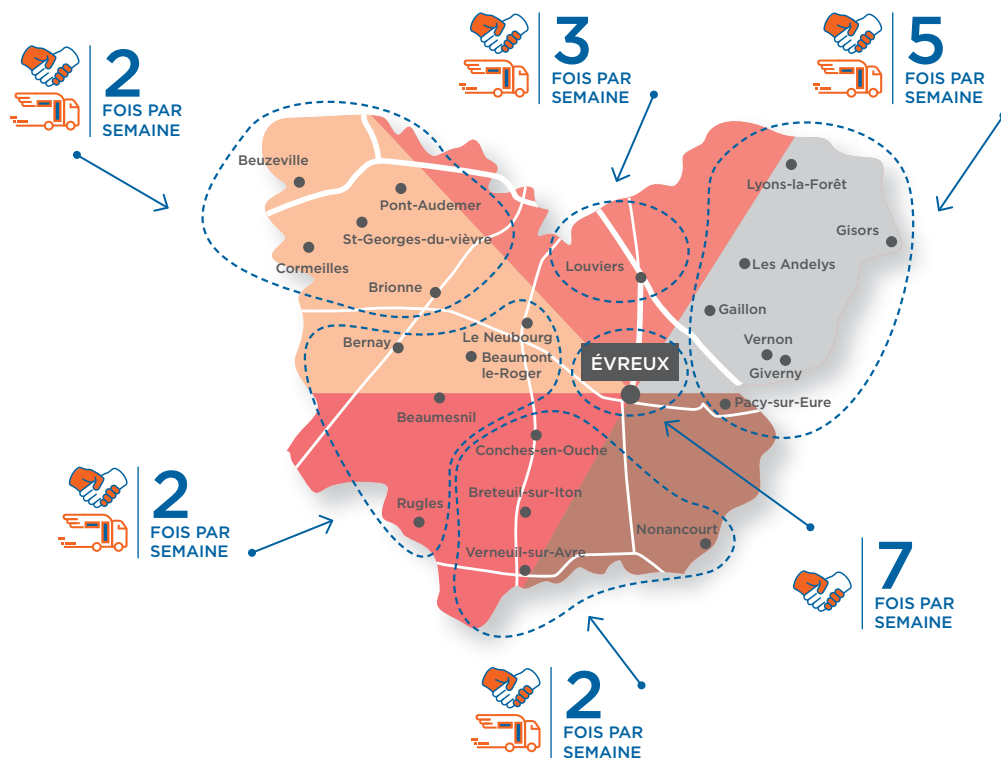 2
FOIS PAR
SEMAINE
3
FOIS PAR
SEMAINE
5
FOIS PAR
SEMAINE
Beuzeville
Pont-Audemer
St-Georges-du-vièvre
Cormeilles
Brionne
Lyons-la-Forêt
Gisors
Louviers
Les Andelys
Gaillon
Bernay
Le Neubourg
Beaumont
le-Roger
ÉVREUX
Vernon
Giverny
Pacy-sur-Eure
Beaumesnil
Conches-en-Ouche
Breteuil-sur-Iton
Rugles
Nonancourt
Verneuil-sur-Avre
2
FOIS PAR
SEMAINE
7
FOIS PAR
SEMAINE
2
FOIS PAR
SEMAINE